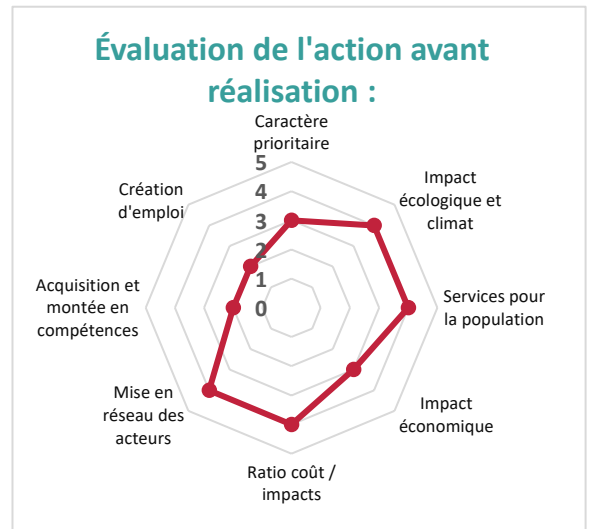 Évaluation de l'action avant
réalisation :
Caractère
prioritaire
Impact
écologique et
climat
Services pour
la population
Impact
économique
Ratio coût /
impacts
Mise en
réseau des
acteurs
Acquisition et
montée en
compétences
Création
d'emploi
5
4
3
2
1
0